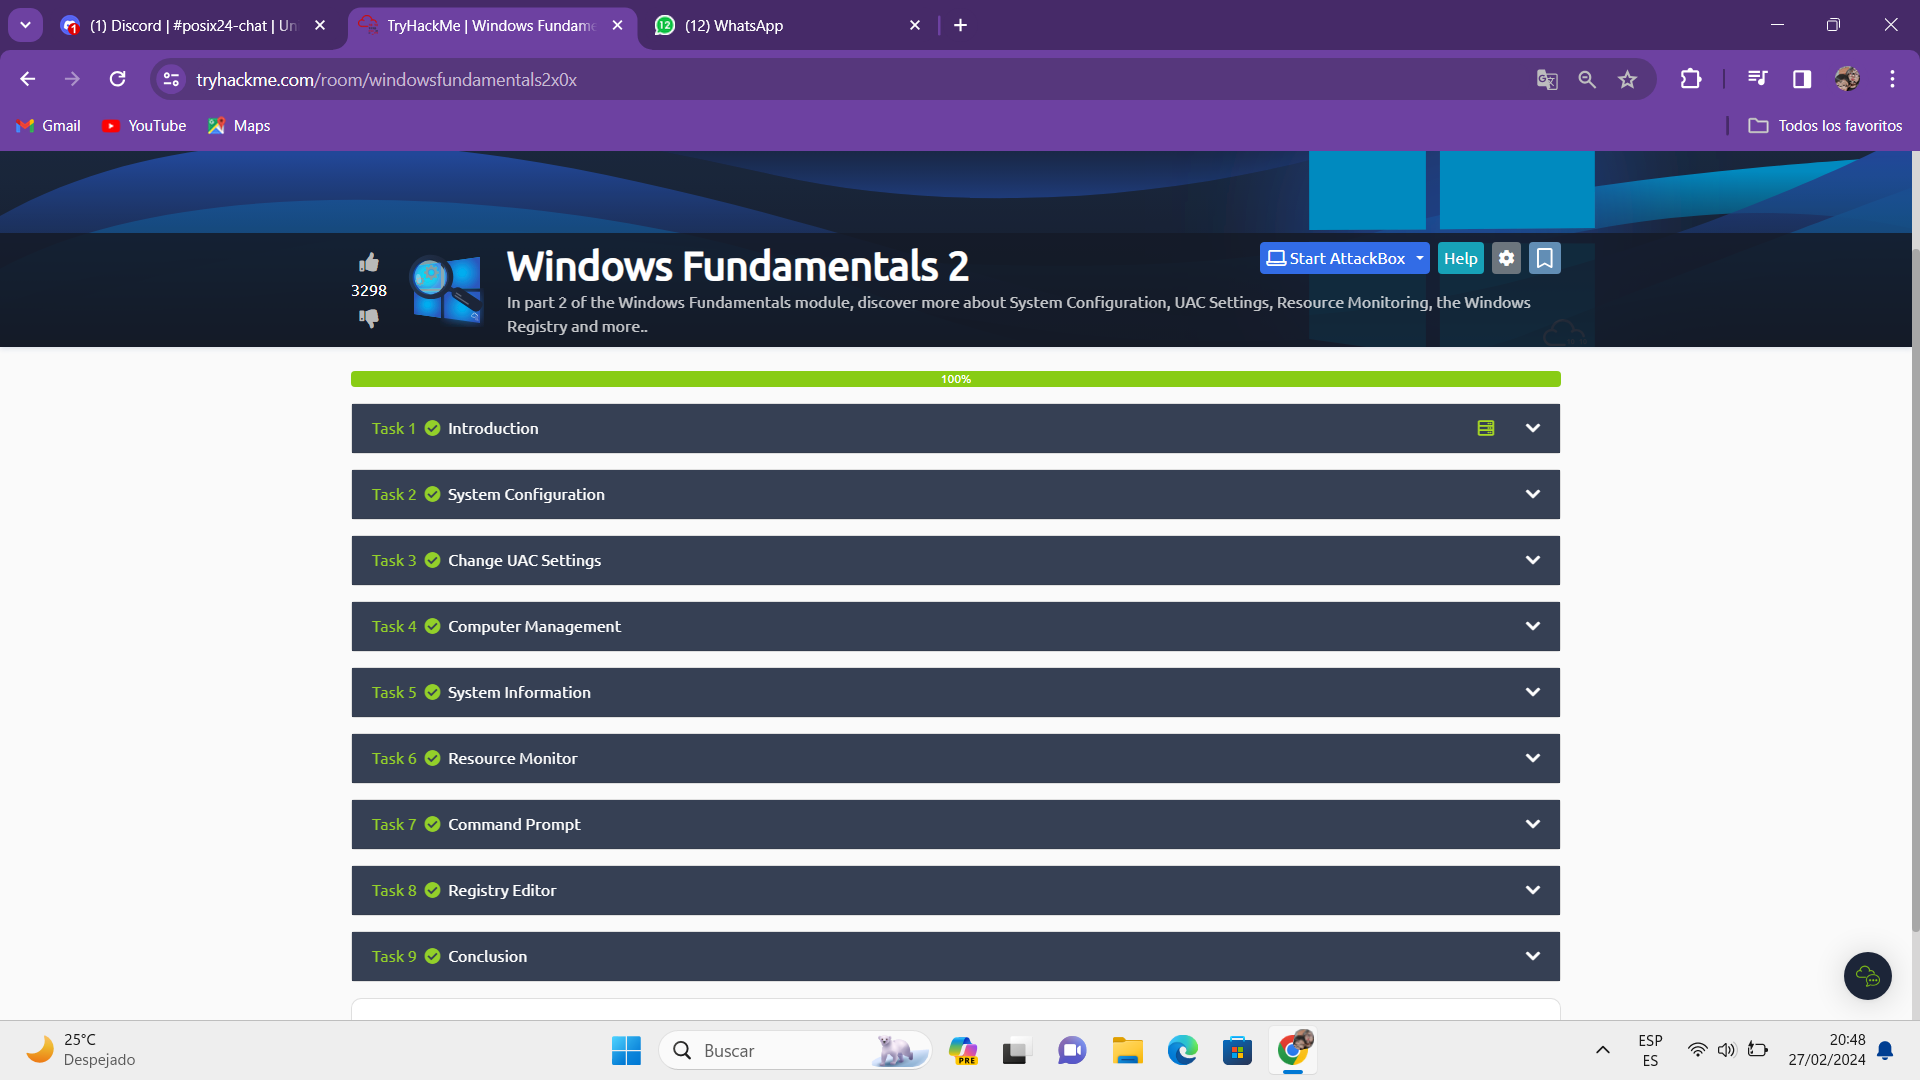 (1) Discord | #posix24-chat | Un
TryHackMe | Windows Fundame
12
(12) WhatsApp
tryhackme.com/room/windowsfundamentals2x0x
Gmail
YouTube
Maps
Todos los favoritos
3298
Windows Fundamentals 2
Start AttackBox
Help
In part 2 of the Windows Fundamentals module, discover more about System Configuration, UAC Settings, Resource Monitoring, the Windows
Registry and more..
100%
Task 1 Introduction
Task 2 System Configuration
Task 3 Change UAC Settings
Task 4 Computer Management
Task 5 System Information
Task 6 Resource Monitor
Task 7 Command Prompt
Task 8 Registry Editor
Task 9 Conclusion
25°C
Despejado
Buscar
PRE
ESP
ES
20:48
27/02/2024